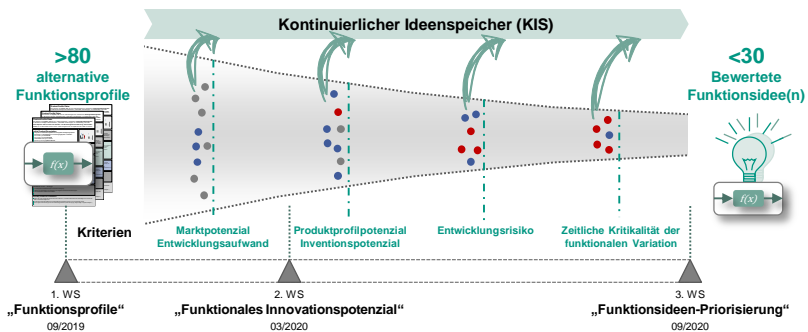 Kontinuierlicher Ideenspeicher (KIS)
>80
alternative
Funktionsprofile
f(x)
<30
Bewertete
Funktionsidee(n)
f(x)
Kriterien
Marktpotenzial
Entwicklungsaufwand
Produktprofilpotenzial
Inventionspotenzial
Entwicklungsrisiko
Zeitliche Kritikalität der
funktionalen Variation
1. WS
„Funktionsprofile“
09/2019
2. WS
„Funktionales Innovationspotenzial“
03/2020
3. WS
„Funktionsideen-Priorisierung“
09/2020